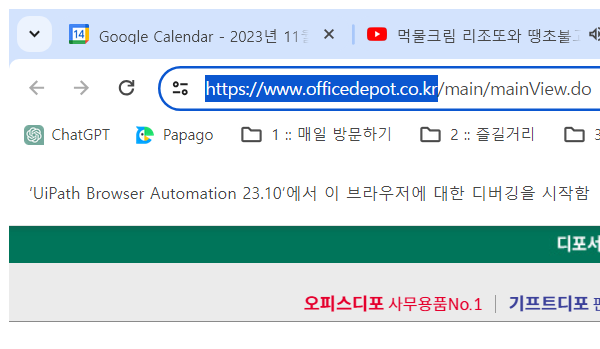 Google Calendar - 2023년 11월
먹물크림 리조또와 땡초불고
https://www.officedepot.co.kr/main/mainView.do
ChatGPT
Papago
1 :: 매일 방문하기
2 :: 즐길거리
3
'UiPath Browser Automation 23.10'에서 이 브라우저에 대한 디버깅을 시작함
디포서
오피스디포 사무용품No.1
기프트디포